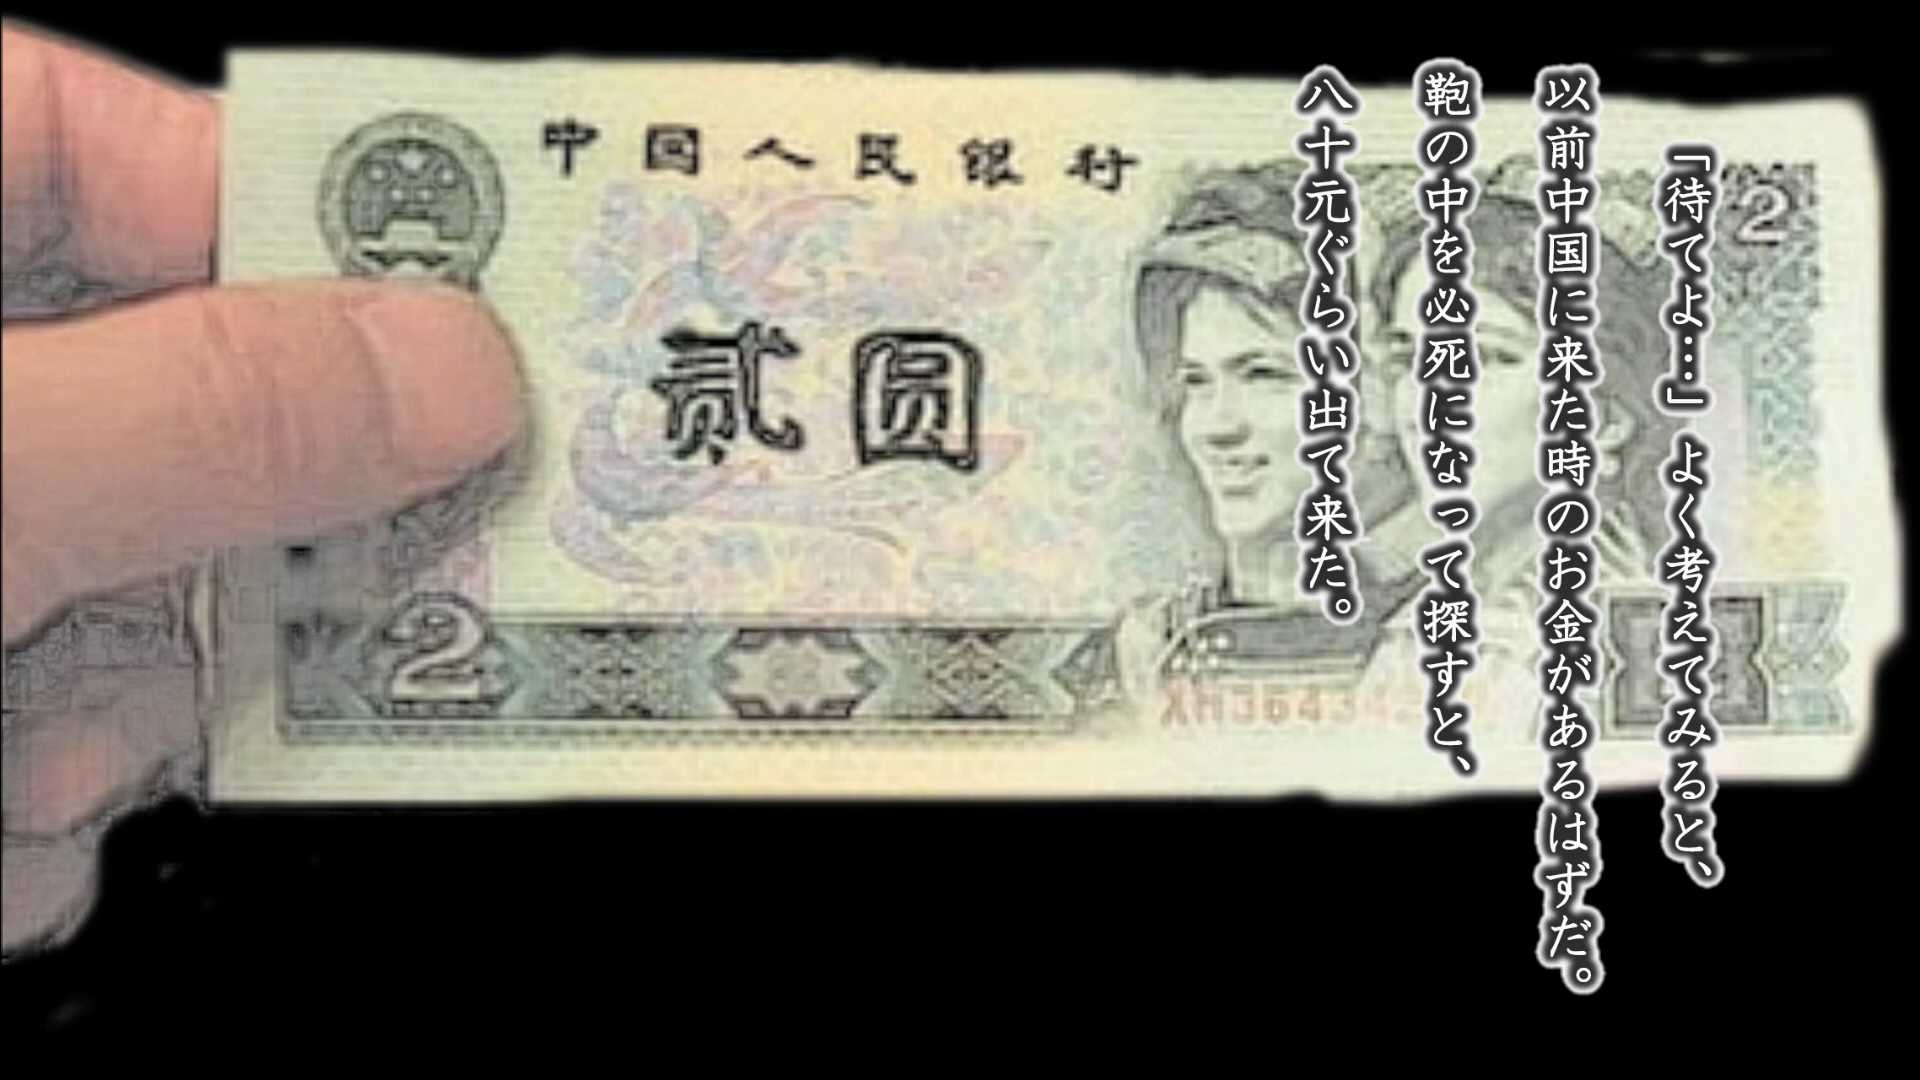 「待てよ…」よく考えてみると、
以前中国に来た時のお金があるはずだ。
鞄の中を必死になって探すと、
八十元ぐらい出て来た。
中国人民银行
2
贰圆
2